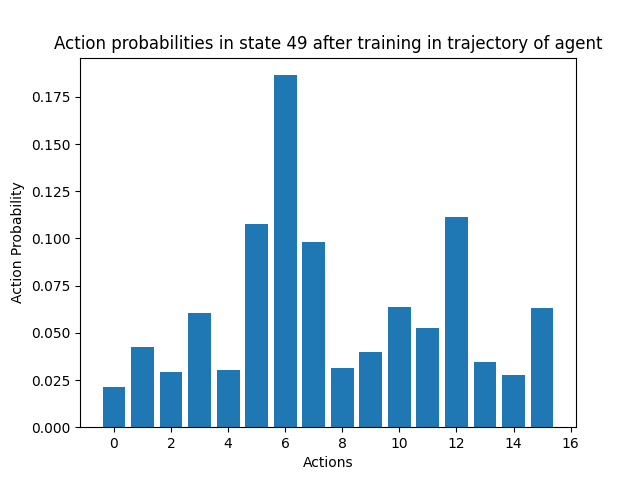 Action probabilities in state 49 after training in trajectory of agent
0.175
0.150
0.125
0.100
0.075
0.050
0.025
0.000
Action Probability
0 2 4 6 8 10 12 14 16
Actions